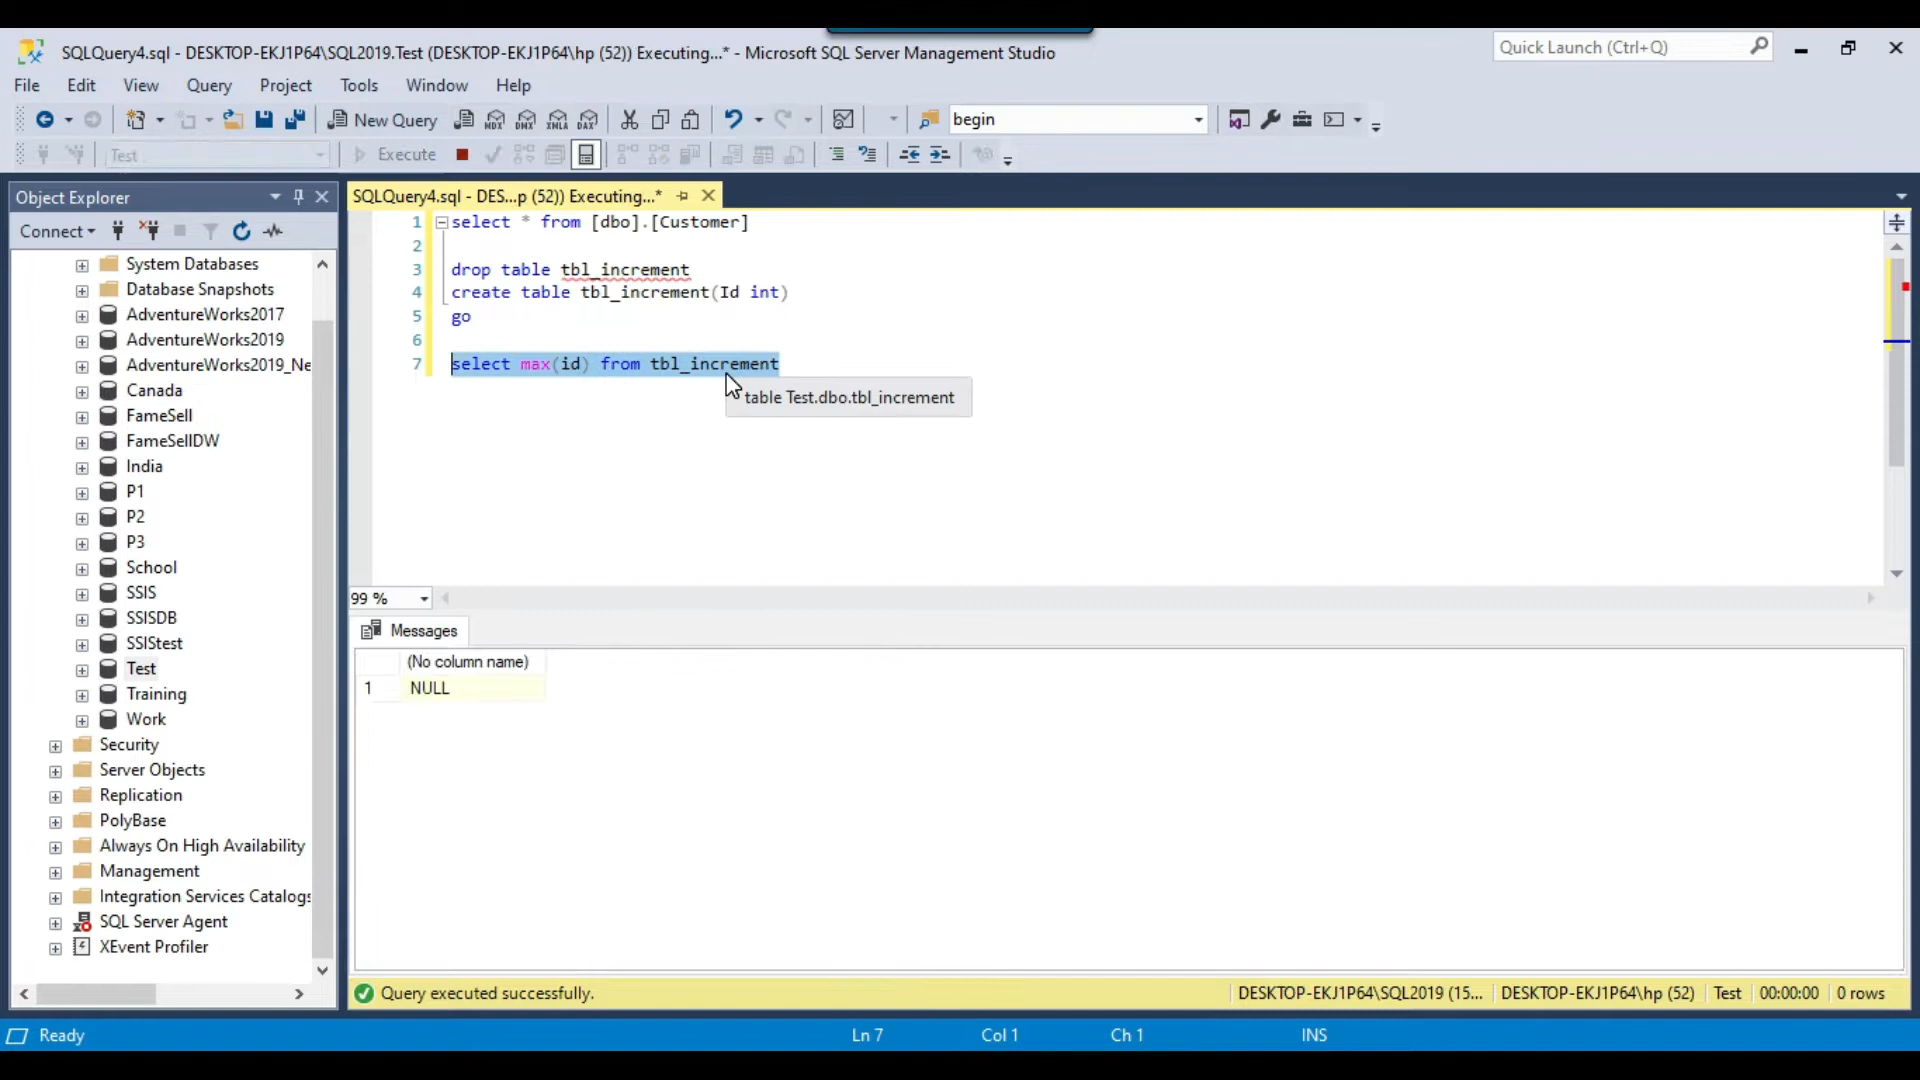 SQLQuery4.sql - DESKTOP-EKJ1P64\SQL2019.Test (DESKTOP-EKJ1P64\hp (52)) Executing...* - Microsoft SQL Server Management Studio
Quick Launch (Ctrl+Q)
File Edit View Query Project Tools Window Help
New Query
MDX
DMX
XMLA
DAX
begin
Test
Execute
Object Explorer
SQLQuery4.sql - DES...p (52)) Executing...*
Connect
System Databases
Database Snapshots
AdventureWorks2017
AdventureWorks2019
AdventureWorks2019_Ne
Canada
FameSell
FameSellDW
India
P1
P2
P3
School
SSIS
SSISDB
SSIStest
Test
Training
Work
Security
Server Objects
Replication
PolyBase
Always On High Availability
Management
Integration Services Catalogs
SQL Server Agent
XEvent Profiler
1 select * from [dbo].[Customer]
2
3 drop table tbl_increment
4 create table tbl_increment(Id int)
5 go
6
7 select max(id) from tbl_increment
table Test.dbo.tbl_increment
99 %
Messages
(No column name)
1 NULL
Query executed successfully.
DESKTOP-EKJ1P64\SQL2019 (15... DESKTOP-EKJ1P64\hp (52) Test 00:00:00 0 rows
Ready Ln 7 Col 1 Ch 1 INS